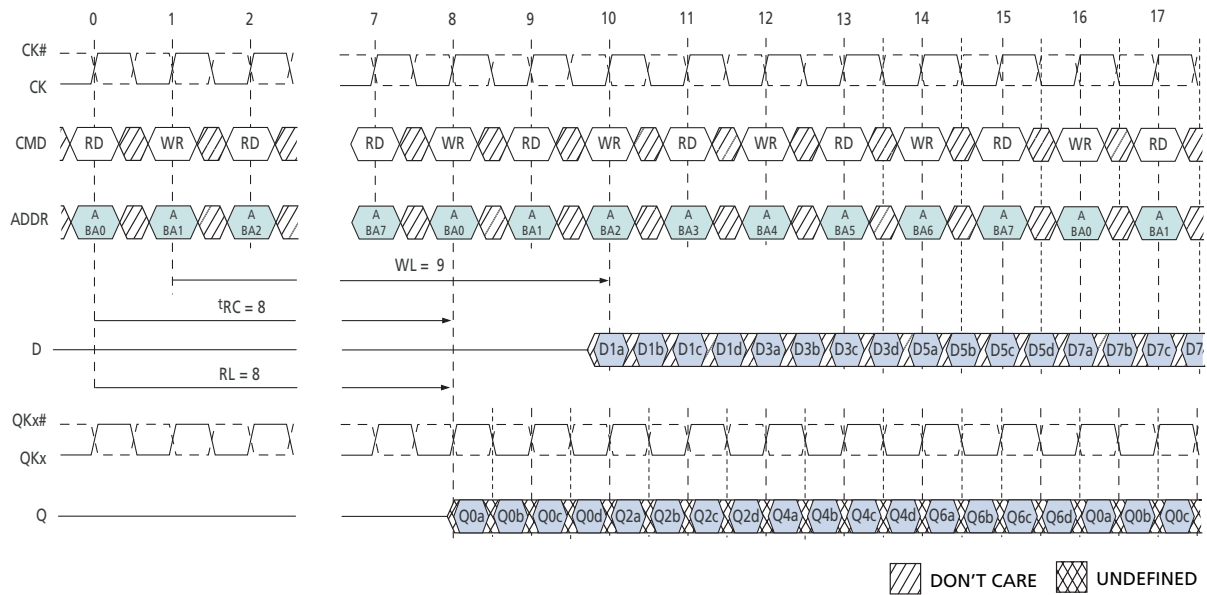 0 1 2 7 8 9 10 11 12 13 14 15 16 17
CK#
CK
CMD RD WR RD RD WR RD WR RD WR RD WR RD WR RD
ADDR A A A A A A A A A A A A A A
BA0 BA1 BA2 BA7 BA0 BA1 BA2 BA3 BA4 BA5 BA6 BA7 BA0 BA1
WL = 9
tRC = 8
D D1a D1b D1c D1d D3a D3b D3c D3d D5a D5b D5c D5d D7a D7b D7c D7
RL = 8
QKx#
QKx
Q Q0a Q0b Q0c Q0d Q2a Q2b Q2c Q2d Q4a Q4b Q4c Q4d Q6a Q6b Q6c Q6d Q0a Q0b Q0c
DON'T CARE UNDEFINED